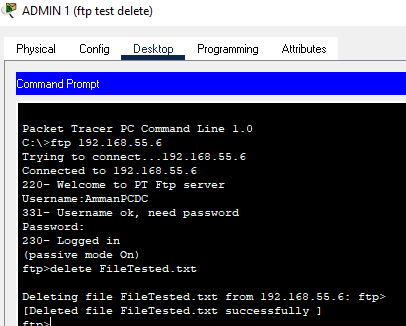 ADMIN 1 (ftp test delete)
Physical Config Desktop Programming Attributes
Command Prompt
Packet Tracer PC Command Line 1.0
C:\>ftp 192.168.55.6
Trying to connect...192.168.55.6
Connected to 192.168.55.6
220- Welcome to PT Ftp server
Username:AmmanPCDC
331- Username ok, need password
Password:
230- Logged in
(passive mode On)
ftp>delete FileTested.txt
Deleting file FileTested.txt from 192.168.55.6: ftp>
[Deleted file FileTested.txt successfully ]
ftp>